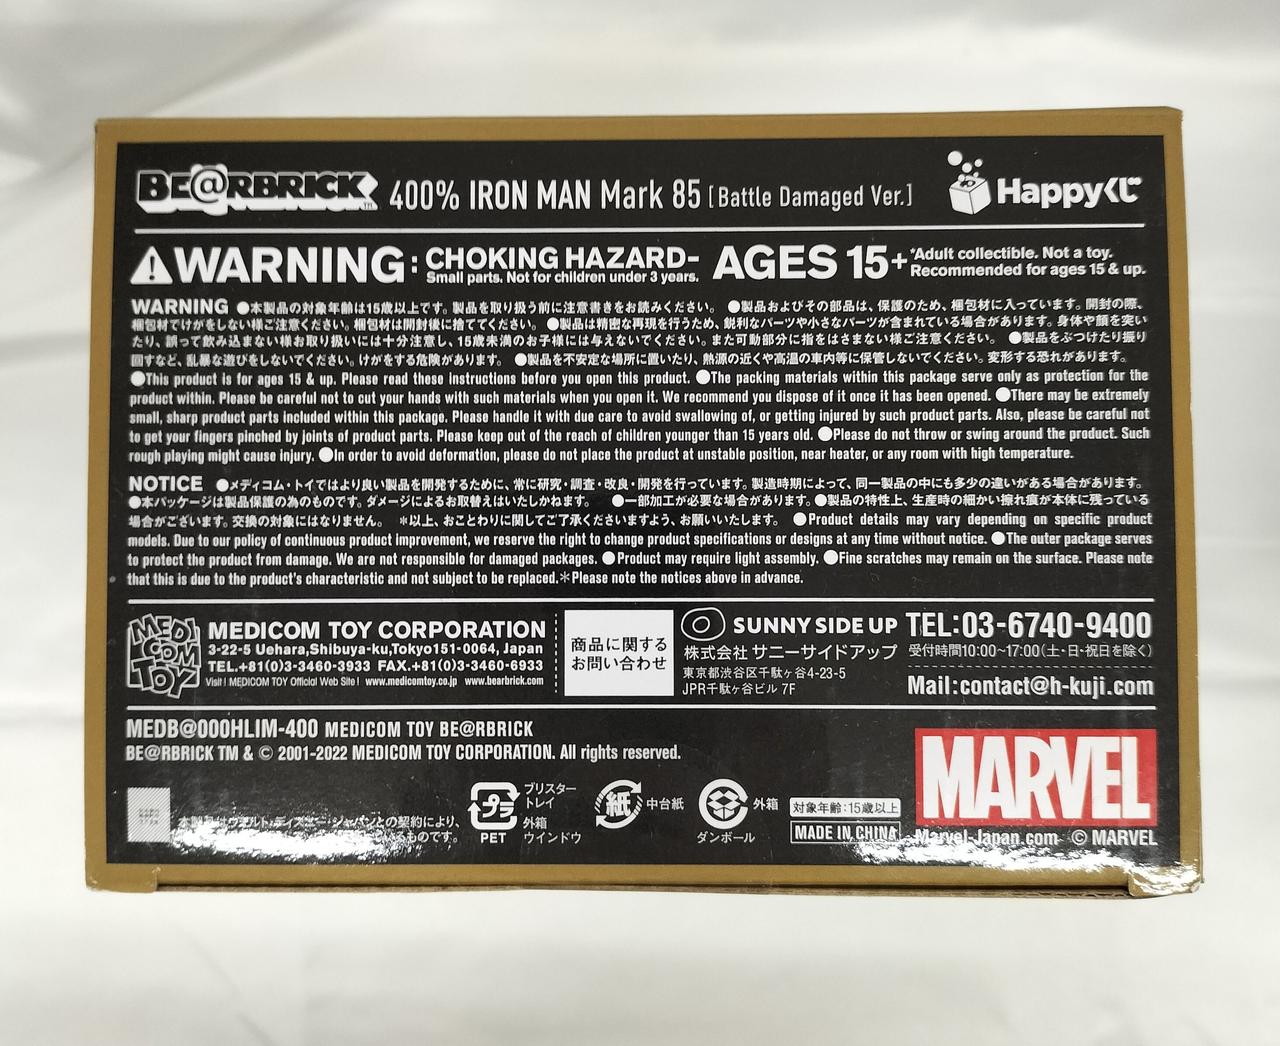 BE@RBRICK TM 400% IRON MAN Mark 85 [Battle Damaged Ver.] Happyくじ
WARNING: CHOKING HAZARD- Small parts. Not for children under 3 years. AGES 15+ *Adult collectible. Not a toy. Recommended for ages 15 & up.
WARNING ●本製品の対象年齢は15歳以上です。製品を取り扱う前に注意書きをお読みください。 ●製品およびその部品は、保護のため、梱包材に入っています。開封の際、
梱包材でけがをしない様ご注意ください。梱包材は開封後に捨ててください。 ●製品は精密な再現を行うため、鋭利なパーツや小さなパーツが含まれている場合があります。身体や顔を突い
たり、誤って飲み込まない様お取り扱いには十分注意し、15歳未満のお子様には与えないでください。また可動部分に指をはさまない様ご注意ください。 ●製品をぶつけたり振り
回すなど、乱暴な遊びをしないでください。けがをする危険があります。 ●製品を不安定な場所に置いたり、熱源の近くや高温の車内等に保管しないでください。変形する恐れがあります。
●This product is for ages 15 & up. Please read these instructions before you open this product. ●The packing materials within this package serve only as protection for the
product within. Please be careful not to cut your hands with such materials when you open it. We recommend you dispose of it once it has been opened. ●There may be extremely
small, sharp product parts included within this package. Please handle it with due care to avoid swallowing of, or getting injured by such product parts. Also, please be careful not
to get your fingers pinched by joints of product parts. Please keep out of the reach of children younger than 15 years old. ●Please do not throw or swing around the product. Such
rough playing might cause injury. ●In order to avoid deformation, please do not place the product at unstable position, near heater, or any room with high temperature.
NOTICE ●メディコム・トイではより良い製品を開発するために、常に研究・調査・改良・開発を行っています。製造時期によって、同一製品の中にも多少の違いがある場合があります。
●本パッケージは製品保護の為のものです。ダメージによるお取替えはいたしかねます。 ●一部加工が必要な場合があります。●製品の特性上、生産時の細かい擦れ痕が本体に残っている
場合がございます。交換の対象にはなりません。 *以上、おことわりに関してご了承くださいますよう、お願いいたします。 ●Product details may vary depending on specific product
models. Due to our policy of continuous product improvement, we reserve the right to change product specifications or designs at any time without notice. ●The outer package serves
to protect the product from damage. We are not responsible for damaged packages. ●Product may require light assembly. ●Fine scratches may remain on the surface. Please note
that this is due to the product's characteristic and not subject to be replaced.*Please note the notices above in advance.
MEDICOM TOY
MEDICOM TOY CORPORATION
3-22-5 Uehara,Shibuya-ku,Tokyo151-0064, Japan
TEL.+81(0)3-3460-3933 FAX.+81(0)3-3460-6933
Visit! MEDICOM TOY Official Web Site! www.medicomtoy.co.jp www.bearbrick.com
商品に関する
お問い合わせ
SUNNY SIDE UP
株式会社 サニーサイドアップ
東京都渋谷区千駄ヶ谷4-23-5
JPR千駄ヶ谷ビル 7F
TEL:03-6740-9400
受付時間10:00~17:00(土・日・祝日を除く)
Mail:contact@h-kuji.com
MEDB@000HLIM-400 MEDICOM TOY BE@RBRICK
BE@RBRICK TM & © 2001-2022 MEDICOM TOY CORPORATION. All rights reserved.
本製品はウォルト・ディズニー・ジャパンとの契約により、
ものです。
プラ
PET
ブリスター
トレイ
外箱
ウインドウ
紙
中台紙
ダンボール
外箱
対象年齢:15歳以上
MADE IN CHINA
MARVEL
Marvel-Japan.com © MARVEL